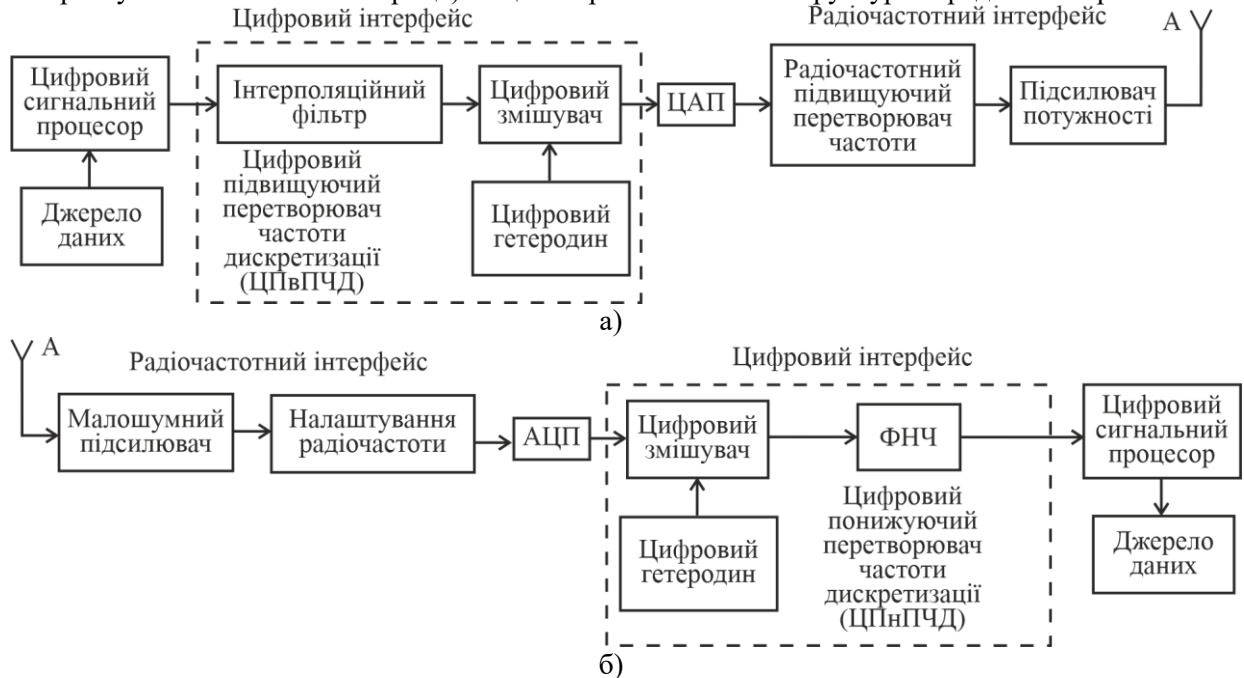 Цифровий інтерфейс
Радіочастотний інтерфейс
А
Цифровий
сигнальний
процесор
Джерело
даних
Інтерполяційний
фільтр
Цифровий
підвищуючий
перетворювач
частоти
дискретизації
(ЦПвПЧД)
Цифровий
змішувач
Цифровий
гетеродин
ЦАП
Радіочастотний
підвищуючий
перетворювач
частоти
Підсилювач
потужності
а)
А
Радіочастотний інтерфейс
Цифровий інтерфейс
Малошумний
підсилювач
Налаштування
радіочастоти
АЦП
Цифровий
змішувач
Цифровий
гетеродин
ФНЧ
Цифровий
понижуючий
перетворювач
частоти
дискретизації
(ЦПнПЧД)
Цифровий
сигнальний
процесор
Джерело
даних
б)